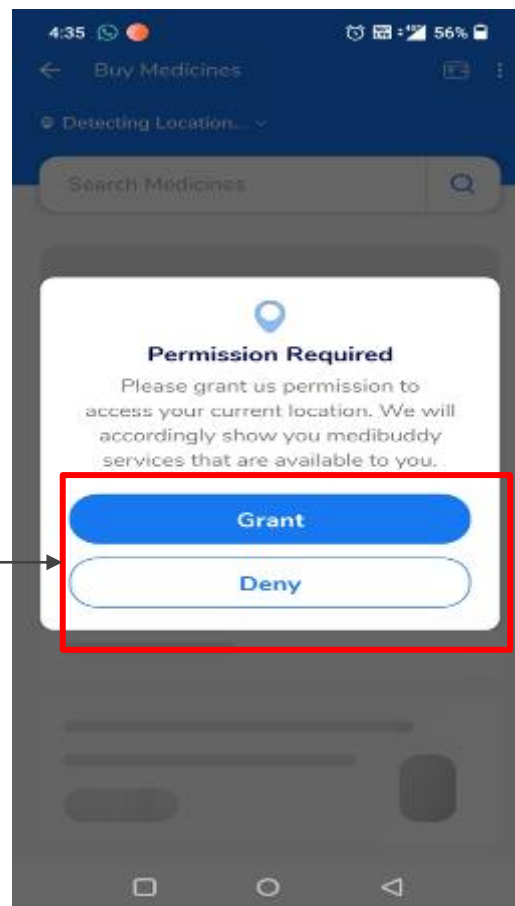 4:35 56%
Buy Medicines
Detecting Location...
Search Medicines
Permission Required
Please grant us permission to
access your current location. We will
accordingly show you medibuddy
services that are available to you.
Grant
Deny